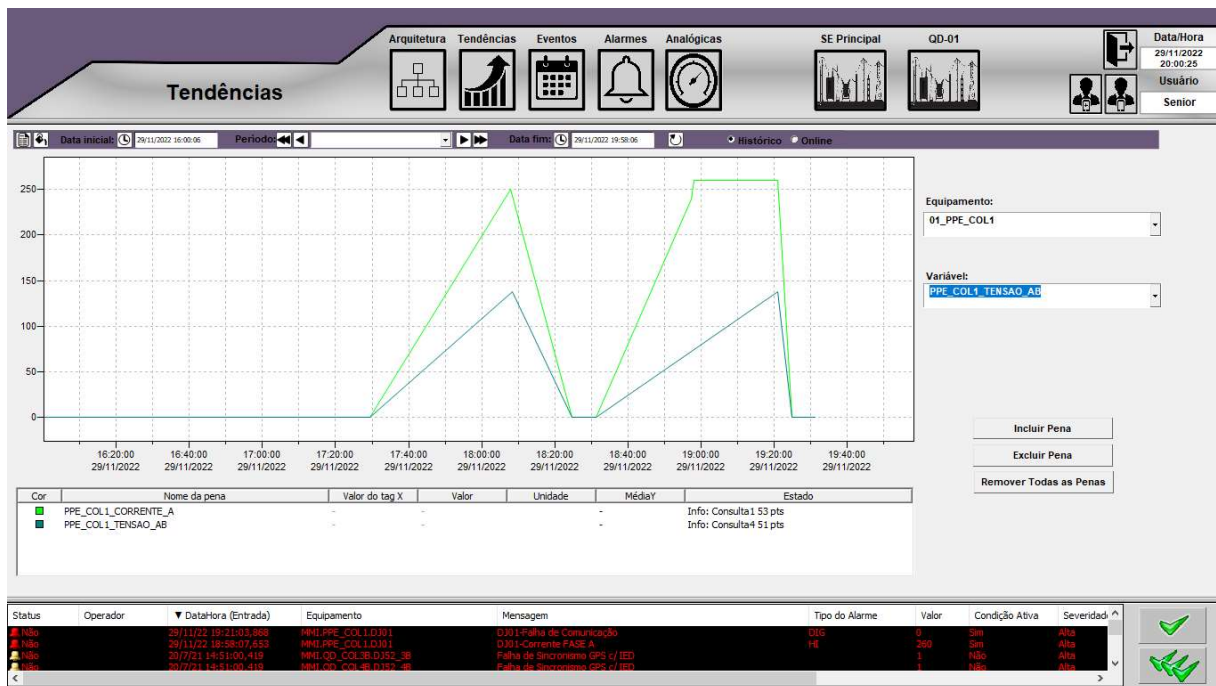 Arquitetura Tendências Eventos Alarmes Analógicas SE Principal QD-01 Data/Hora
29/11/2022
20:00:25
Usuário
Senior
Tendências
Data inicial: 29/11/2022 16:00:06 Periodo: Data fim: 29/11/2022 19:58:06 Histórico Online
250
200
150
100
50
0
16:20:00 16:40:00 17:00:00 17:20:00 17:40:00 18:00:00 18:20:00 18:40:00 19:00:00 19:20:00 19:40:00
29/11/2022 29/11/2022 29/11/2022 29/11/2022 29/11/2022 29/11/2022 29/11/2022 29/11/2022 29/11/2022 29/11/2022 29/11/2022
Equipamento:
01_PPE_COL1
Variável:
PPE_COL1_TENSAO_AB
Incluir Pena
Excluir Pena
Remover Todas as Penas
Cor Nome da pena Valor do tag X Valor Unidade MédiaY Estado
PPE_COL1_CORRENTE_A - - - Info: Consulta1 53 pts
PPE_COL1_TENSAO_AB - - - Info: Consulta4 51 pts
Status Operador ▼ DataHora (Entrada) Equipamento Mensagem Tipo do Alarme Valor Condição Ativa Severidad
Não 29/11/22 19:21:03,868 MMI.PPE_COL1.DJ01 DJ01-Falha de Comunicação DIG 0 Sim Alta
Não 29/11/22 18:58:07,653 MMI.PPE_COL1.DJ01 DJ01-Corrente FASE A HI 260 Sim Alta
Não 20/7/21 14:51:00,419 MMI.QD_COL3B.DJ52_3B Falha de Sincronismo GPS c/ IED 1 Não Alta
Não 20/7/21 14:51:00,419 MMI.QD_COL4B.DJ52_4B Falha de Sincronismo GPS c/ IED 1 Não Alta